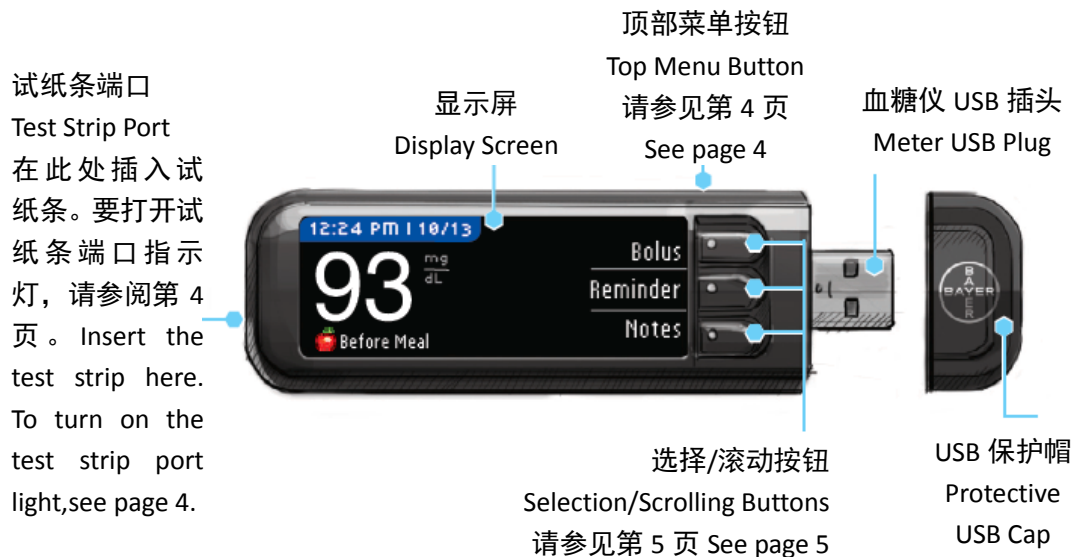 试纸条端口
Test Strip Port
在此处插入试
纸条。要打开试
纸条端口指示
灯，请参阅第 4
页。Insert the
test strip here.
To turn on the
test strip port
light,see page 4.
显示屏
Display Screen
顶部菜单按钮
Top Menu Button
请参见第 4 页
See page 4
血糖仪 USB 插头
Meter USB Plug
12:24 PM | 10/13
93 mg/dL
Before Meal
Bolus
Reminder
Notes
BAYER
BAYER
选择/滚动按钮
Selection/Scrolling Buttons
请参见第 5 页 See page 5
USB 保护帽
Protective
USB Cap